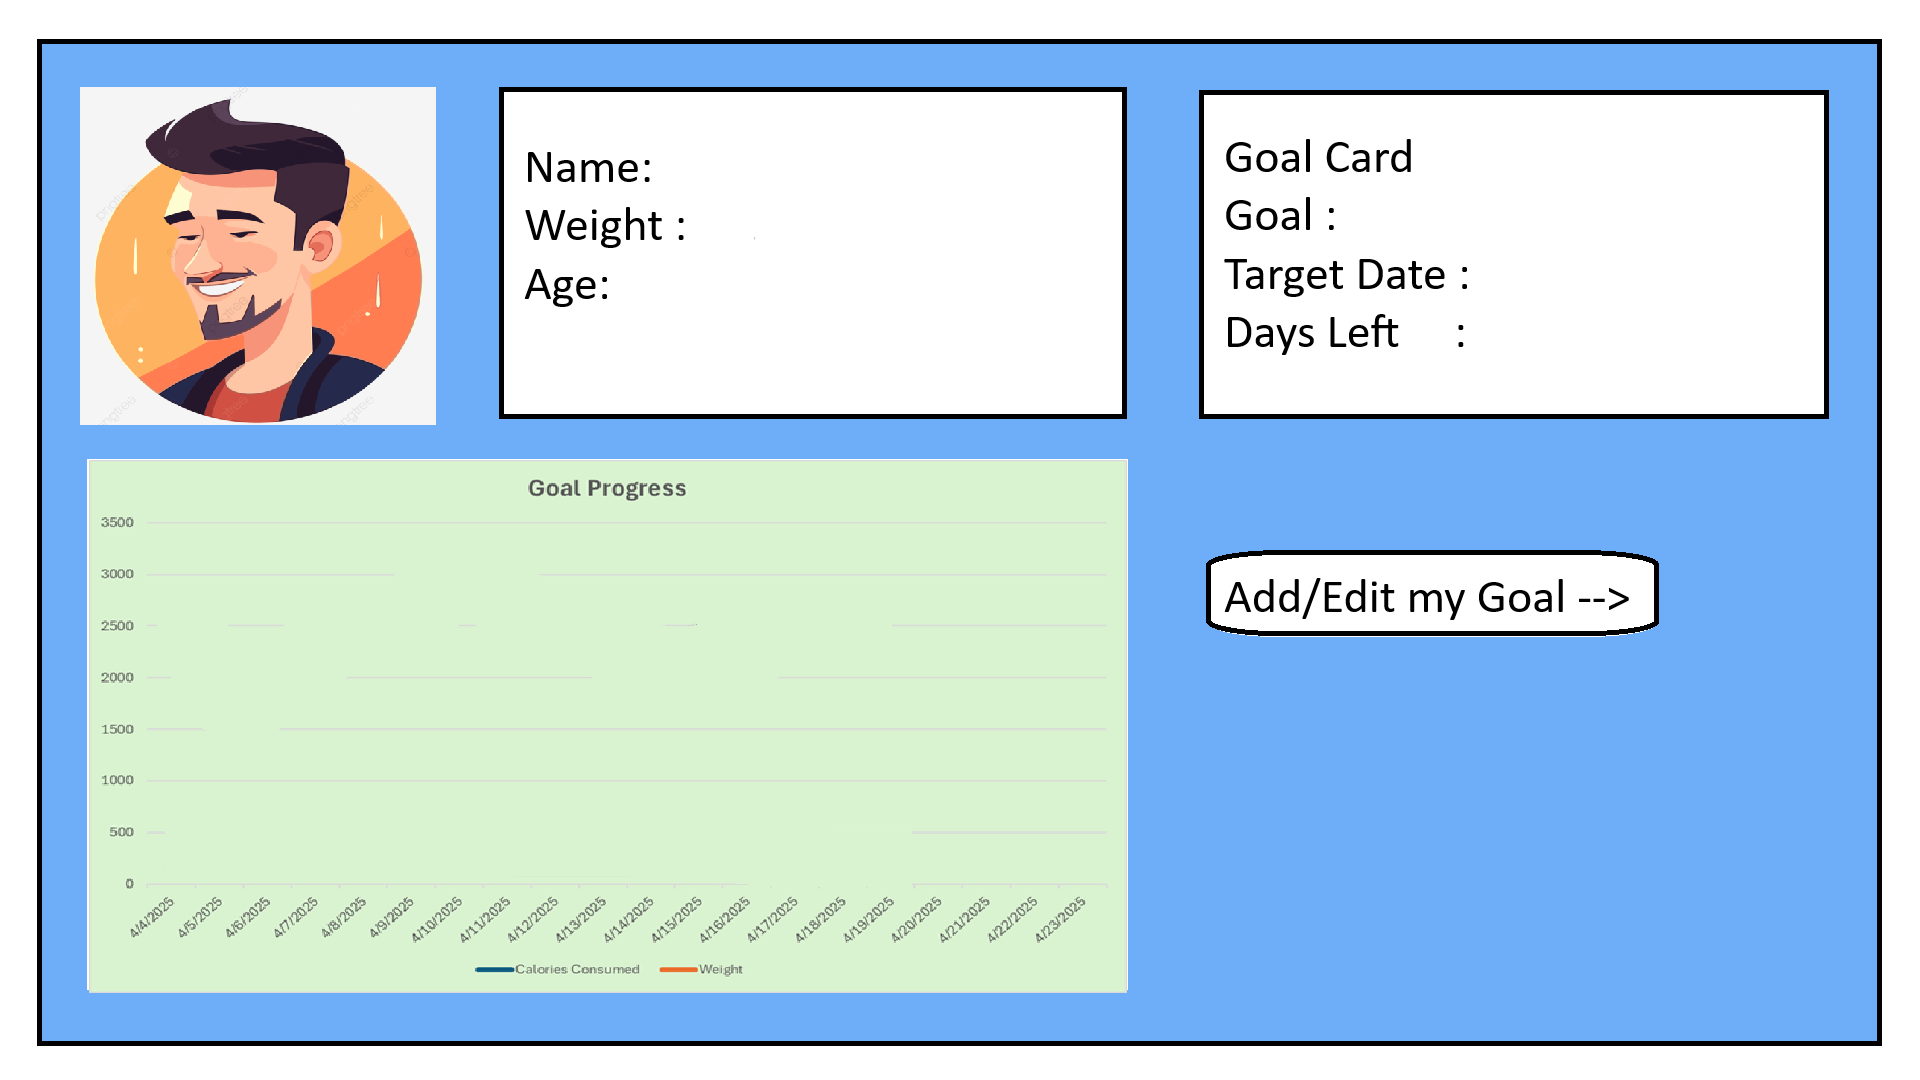 Name:
Weight :
Age:
Goal Card
Goal :
Target Date :
Days Left :
Goal Progress
3500
3000
2500
2000
1500
1000
500
0
4/4/2025
4/5/2025
4/6/2025
4/7/2025
4/8/2025
4/9/2025
4/10/2025
4/11/2025
4/12/2025
4/13/2025
4/14/2025
4/15/2025
4/16/2025
4/17/2025
4/18/2025
4/19/2025
4/20/2025
4/21/2025
4/22/2025
4/23/2025
Calories Consumed
Weight
Add/Edit my Goal -->